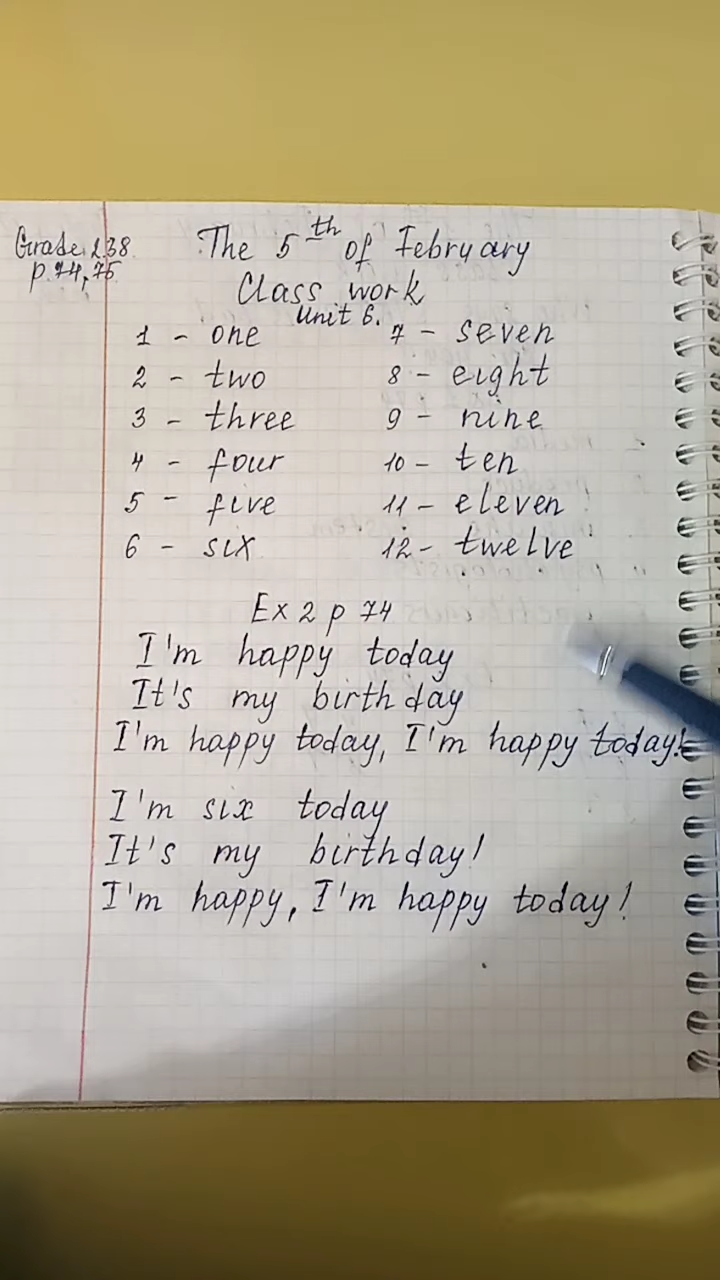 Grade 2
p. 74, 75.
The 5th of February
Class work
Unit 6.
1 - one
2 - two
3 - three
4 - four
5 - five
6 - six
7 - seven
8 - eight
9 - nine
10 - ten
11 - eleven
12 - twelve
Ex 2 p 74
I'm happy today
It's my birthday
I'm happy today, I'm happy today!
I'm six today
It's my birthday!
I'm happy, I'm happy today!